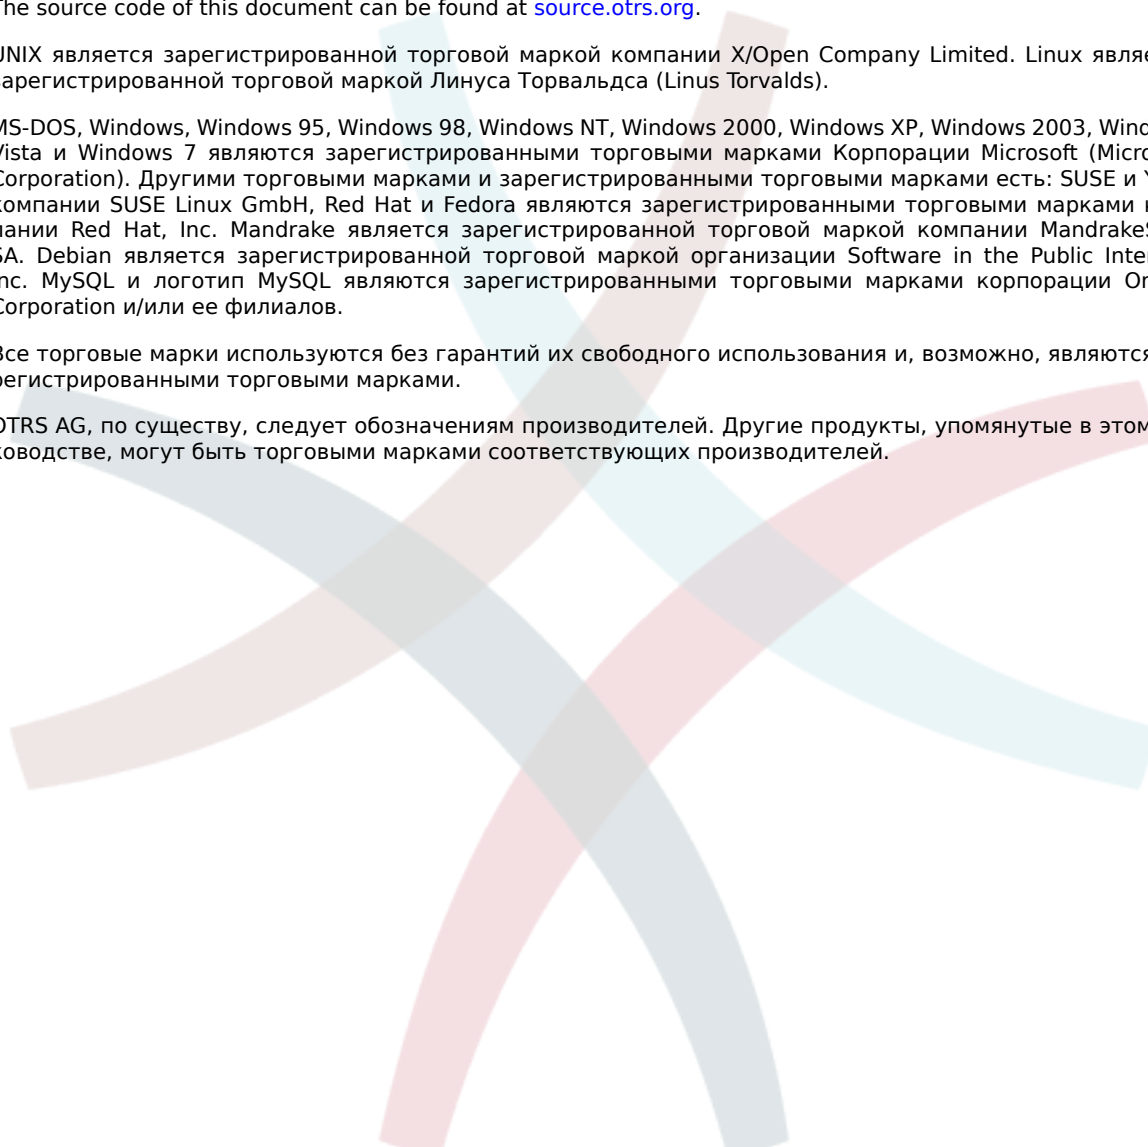 The source code of this document can be found at source.otrs.org.
UNIX является зарегистрированной торговой маркой компании X/Open Company Limited. Linux явля
зарегистрированной торговой маркой Линуса Торвальдса (Linus Torvalds).
MS-DOS, Windows, Windows 95, Windows 98, Windows NT, Windows 2000, Windows XP, Windows 2003, Wind
Vista и Windows 7 являются зарегистрированными торговыми марками Корпорации Microsoft (Micro
Corporation). Другими торговыми марками и зарегистрированными торговыми марками есть: SUSE и
компании SUSE Linux GmbH, Red Hat и Fedora являются зарегистрированными торговыми марками
пании Red Hat, Inc. Mandrake является зарегистрированной торговой маркой компании Mandrake
SA. Debian является зарегистрированной торговой маркой организации Software in the Public Inte
Inc. MySQL и логотип MySQL являются зарегистрированными торговыми марками корпорации Or
Corporation и/или ее филиалов.
Все торговые марки используются без гарантий их свободного использования и, возможно, являются
регистрированными торговыми марками.
OTRS AG, по существу, следует обозначениям производителей. Другие продукты, упомянутые в этом
ководстве, могут быть торговыми марками соответствующих производителей.